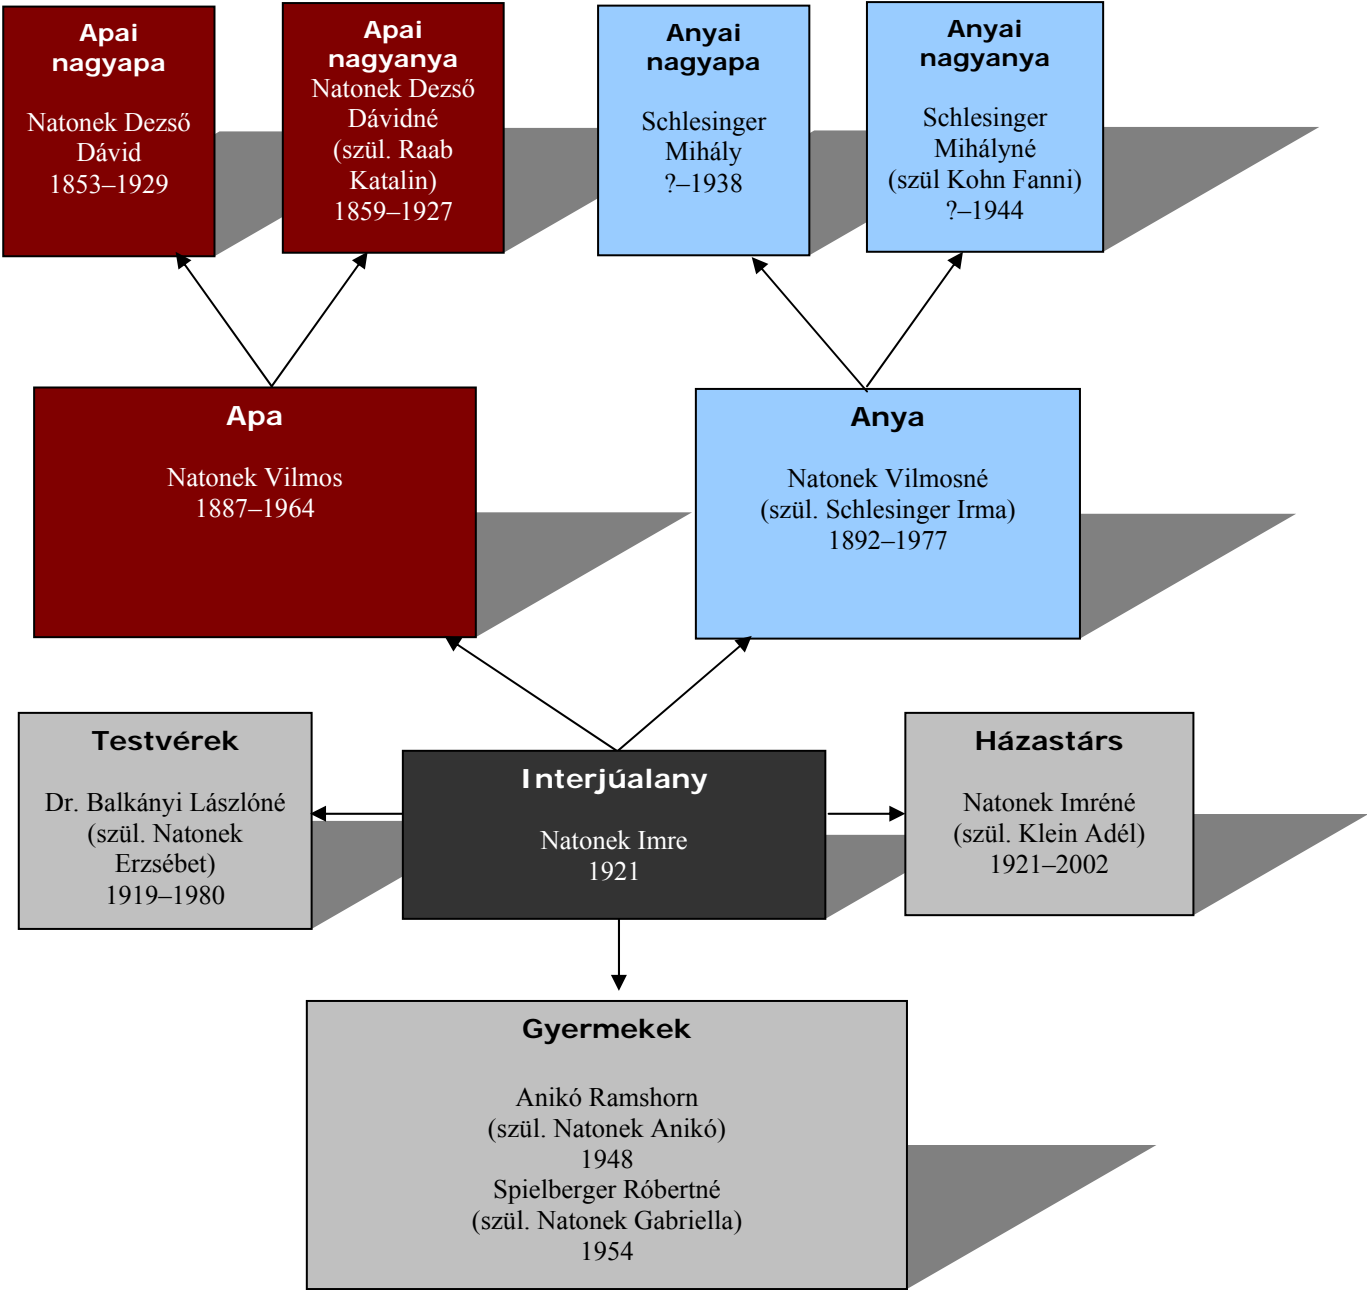 Apai
nagyapa
Natonek Dezső
Dávid
1853–1929
Apai
nagyanya
Natonek Dezső
Dávidné
(szül. Raab
Katalin)
1859–1927
Anyai
nagyapa
Schlesinger
Mihály
?–1938
Anyai
nagyanya
Schlesinger
Mihályné
(szül Kohn Fanni)
?–1944
Apa
Natonek Vilmos
1887–1964
Anya
Natonek Vilmosné
(szül. Schlesinger Irma)
1892–1977
Testvérek
Dr. Balkányi Lászlóné
(szül. Natonek
Erzsébet)
1919–1980
Interjúalany
Natonek Imre
1921
Házastárs
Natonek Imréné
(szül. Klein Adél)
1921–2002
Gyermekek
Anikó Ramshorn
(szül. Natonek Anikó)
1948
Spielberger Róbertné
(szül. Natonek Gabriella)
1954